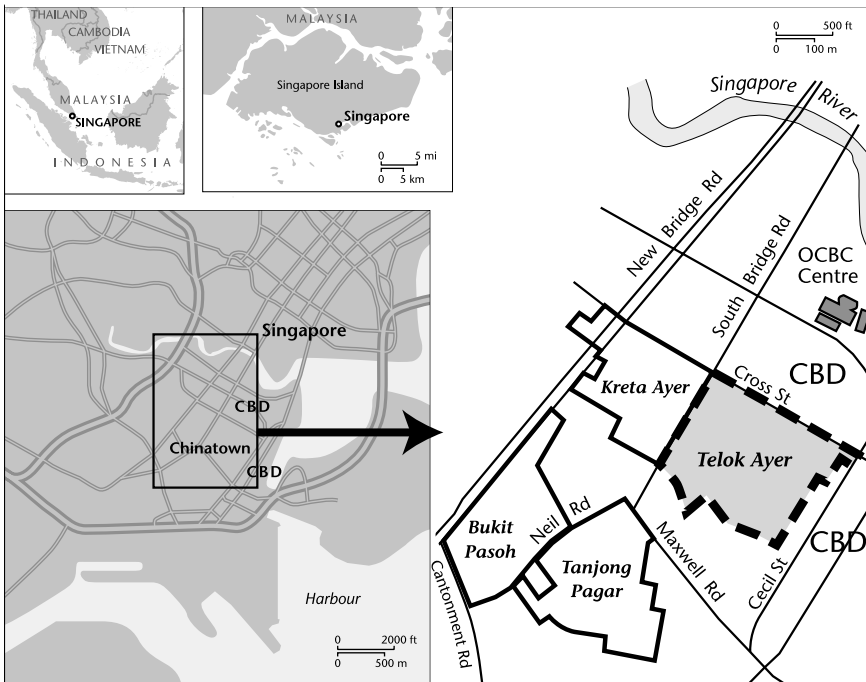 THAILAND
CAMBODIA
VIETNAM
MALAYSIA
SINGAPORE
INDONESIA
MALAYSIA
Singapore Island
Singapore
0 5 mi
0 5 km
Singapore
CBD
Chinatown
CBD
Harbour
0 2000 ft
0 500 m
0 500 ft
0 100 m
Singapore River
New Bridge Rd
South Bridge Rd
OCBC
Centre
CBD
Cross St
Kreta Ayer
Telok Ayer
Bukit
Pasoh
Neil Rd
Tanjong
Pagar
Maxwell Rd
Cecil St
CBD
Cantonment Rd